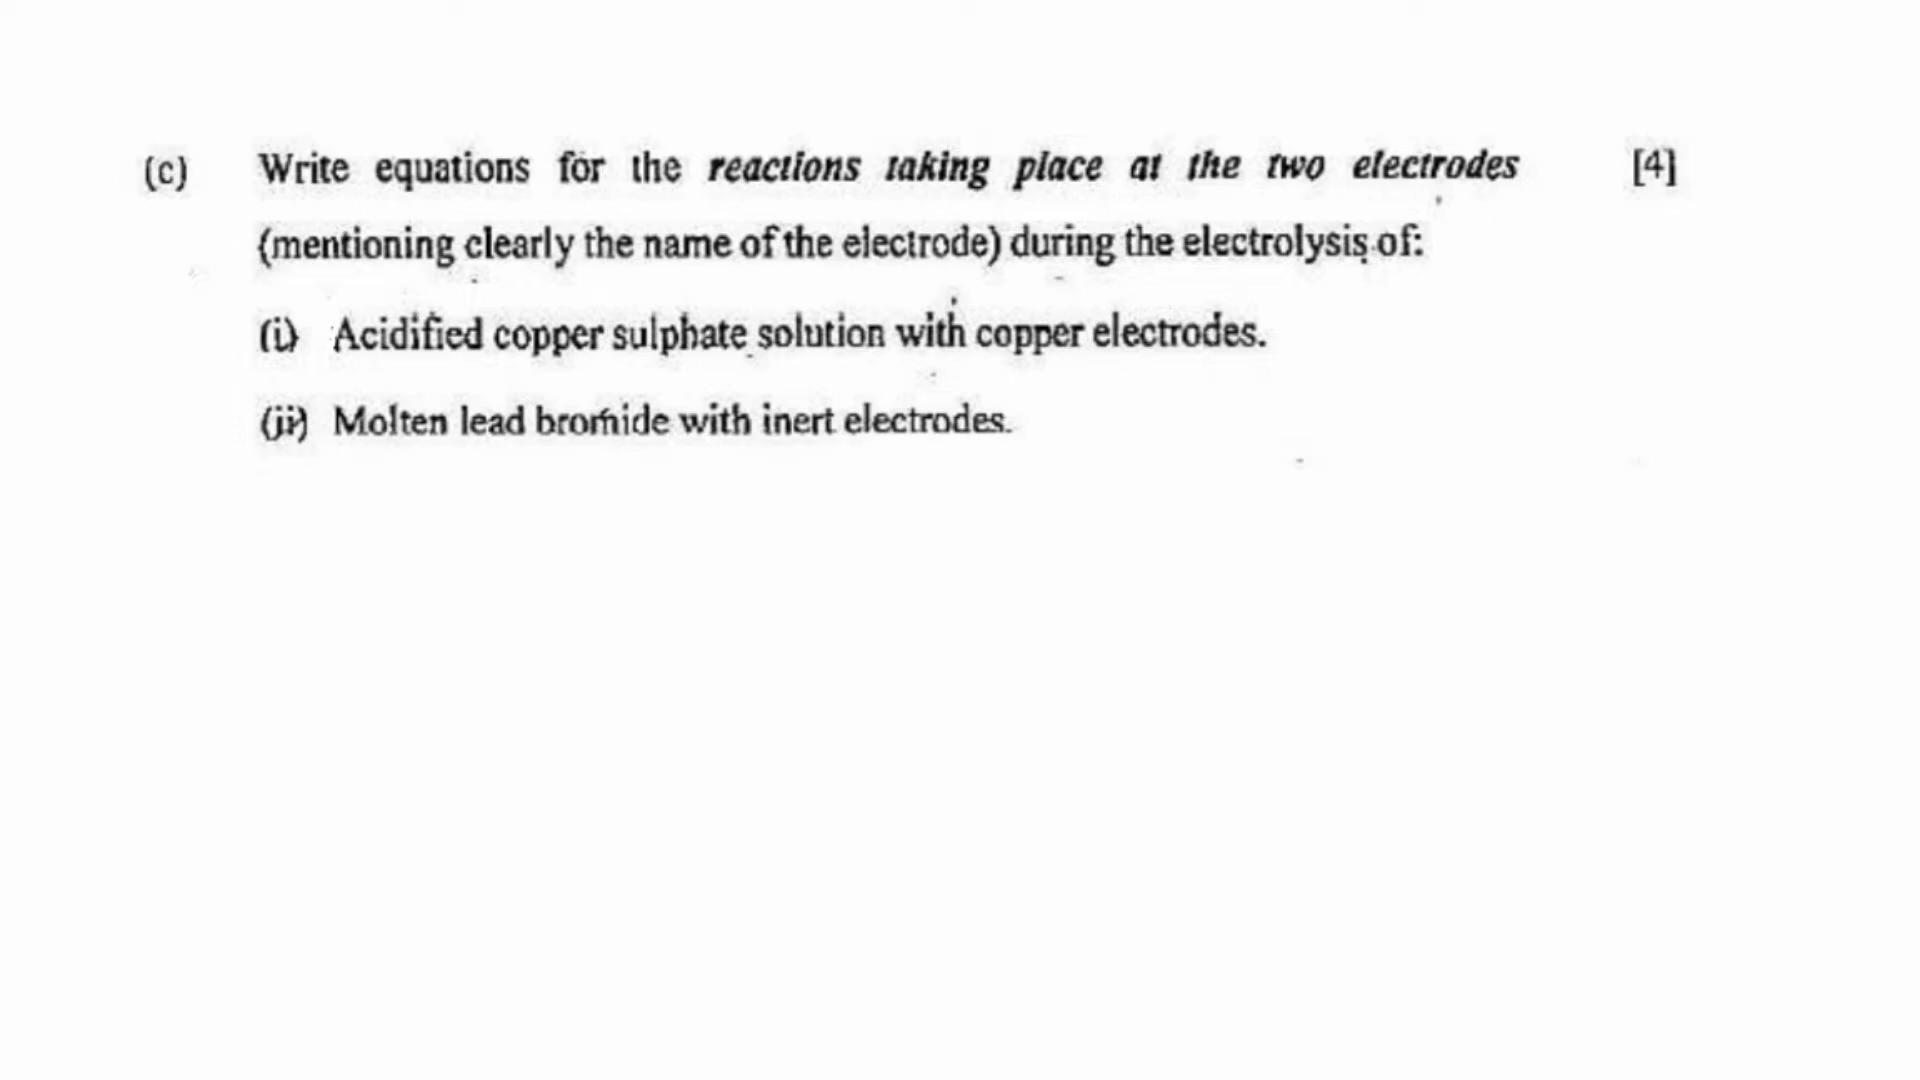 (c) Write equations for the reactions taking place at the two electrodes [4]
(mentioning clearly the name of the electrode) during the electrolysis of:
(i) Acidified copper sulphate solution with copper electrodes.
(ii) Molten lead bromide with inert electrodes.